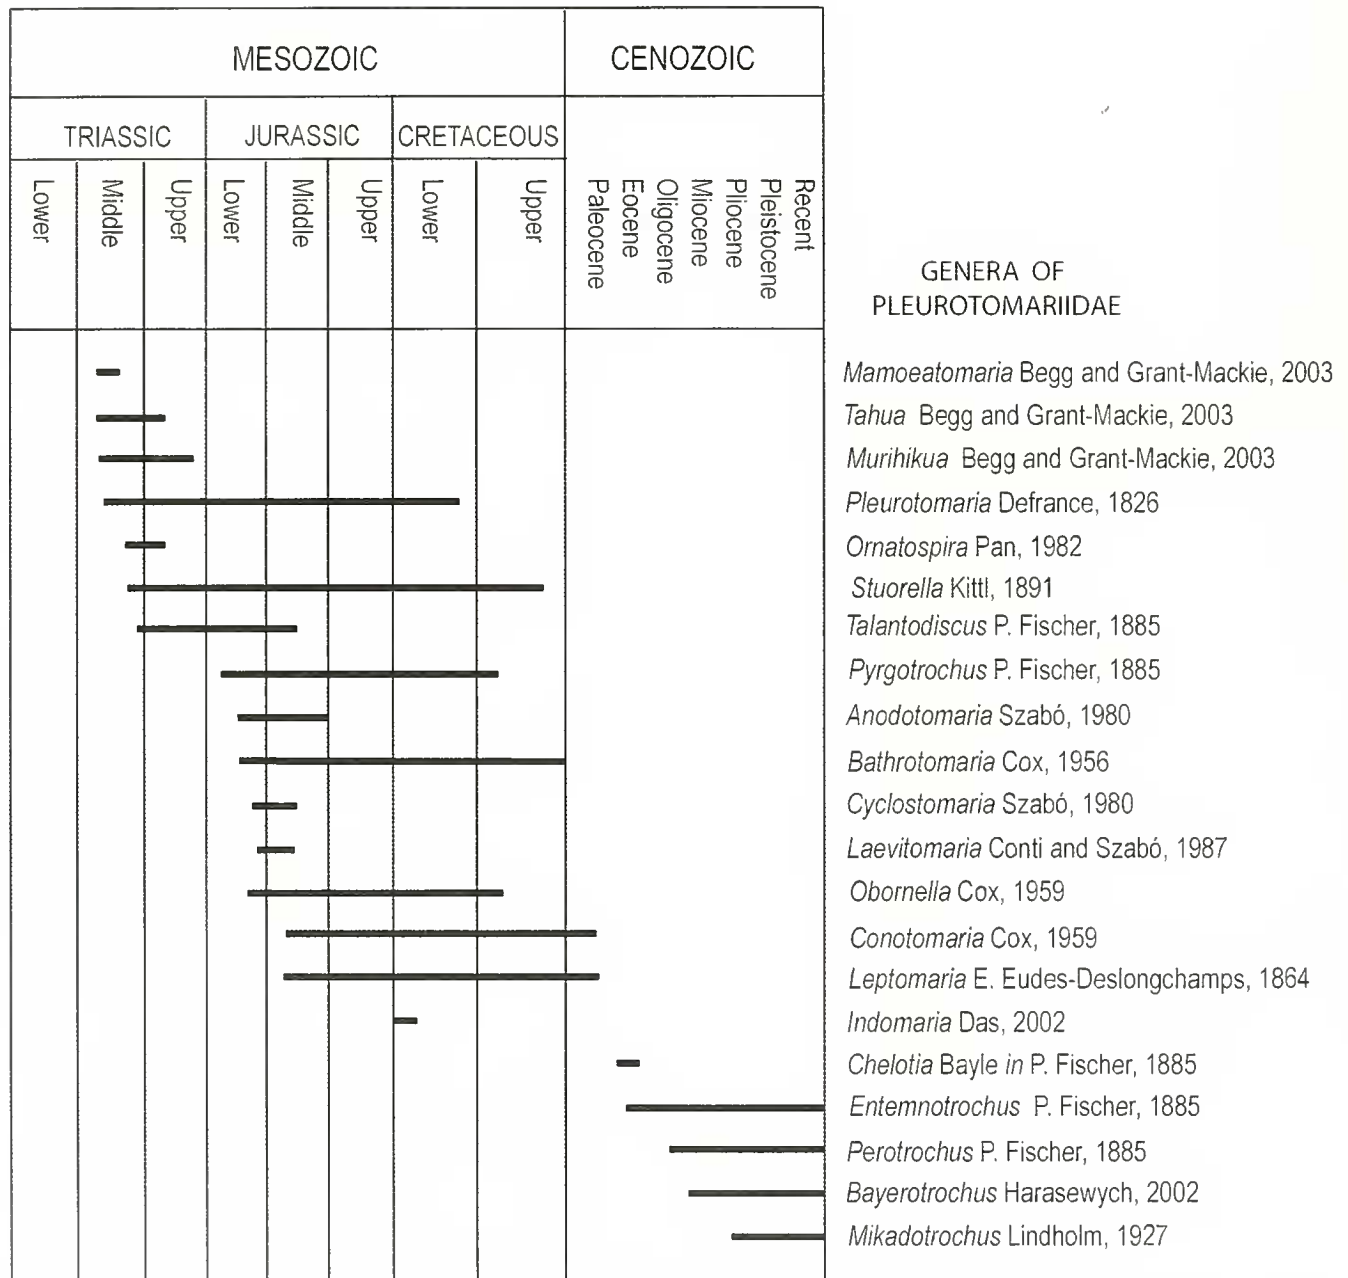 MESOZOIC
CENOZOIC
TRIASSIC
JURASSIC
CRETACEOUS
Lower
Middle
Upper
Lower
Middle
Upper
Lower
Upper
Paleocene
Eocene
Oligocene
Miocene
Pliocene
Pleistocene
Recent
GENERA OF
PLEUROTOMARIIDAE
Mamoeatomaria Begg and Grant-Mackie, 2003
Tahua Begg and Grant-Mackie, 2003
Murihikua Begg and Grant-Mackie, 2003
Pleurotomaria Defrance, 1826
Ornatospira Pan, 1982
Stuorella Kittl, 1891
Talantodiscus P. Fischer, 1885
Pyrgotrochus P. Fischer, 1885
Anodotomaria Szabó, 1980
Bathrotomaria Cox, 1956
Cyclostomaria Szabó, 1980
Laevitomaria Conti and Szabó, 1987
Obornella Cox, 1959
Conotomaria Cox, 1959
Leptomaria E. Eudes-Deslongchamps, 1864
Indomaria Das, 2002
Chelotia Bayle in P. Fischer, 1885
Entemnotrochus P. Fischer, 1885
Perotrochus P. Fischer, 1885
Bayerotrochus Harasewych, 2002
Mikadotrochus Lindholm, 1927